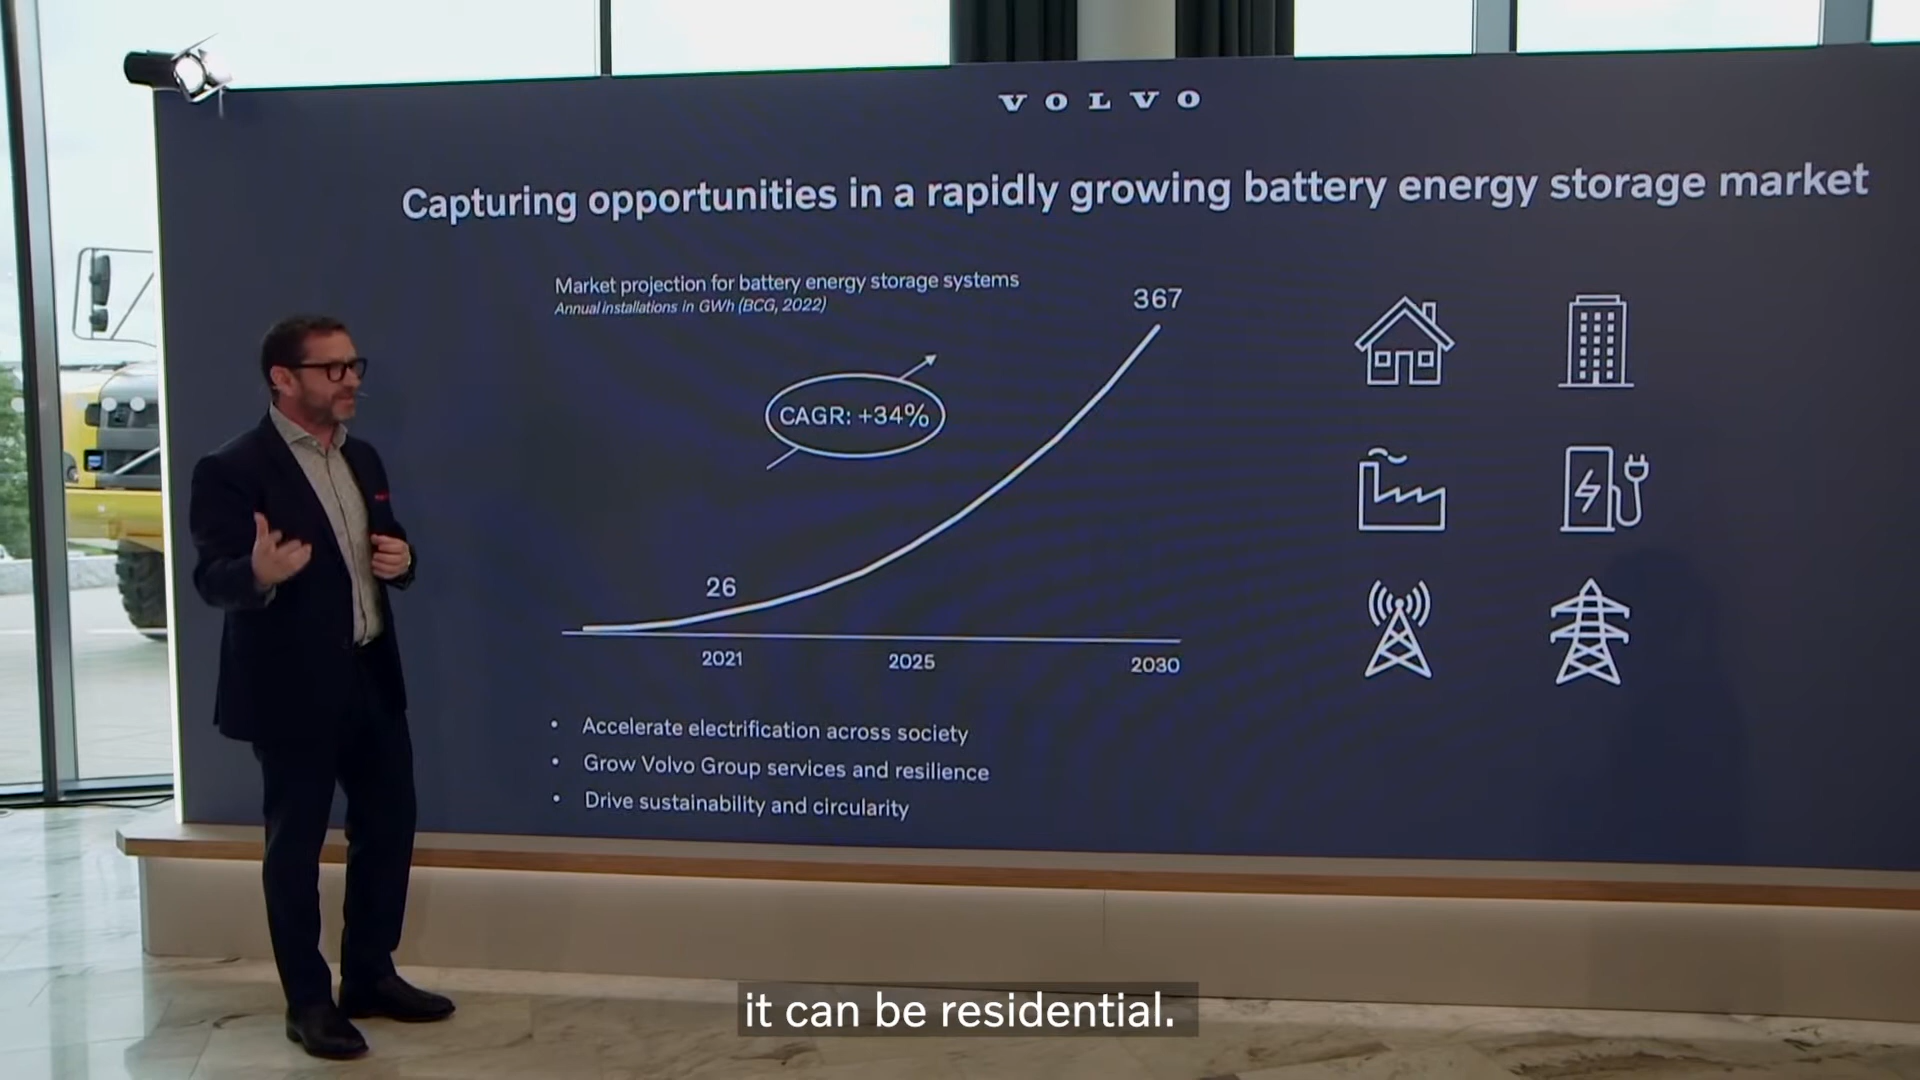 VOLVO
Capturing opportunities in a rapidly growing battery energy storage market
Market projection for battery energy storage systems
Annual installations in GWh (BCG, 2022)
367
CAGR: +34%
26
2021
2025
2030
• Accelerate electrification across society
• Grow Volvo Group services and resilience
• Drive sustainability and circularity
it can be residential.